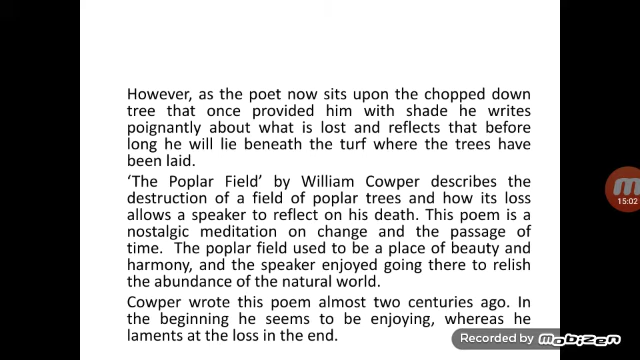 However, as the poet now sits upon the chopped down
tree that once provided him with shade he writes
poignantly about what is lost and reflects that before
long he will lie beneath the turf where the trees have
been laid.
‘The Poplar Field’ by William Cowper describes the
destruction of a field of poplar trees and how its loss
allows a speaker to reflect on his death. This poem is a
nostalgic meditation on change and the passage of
time. The poplar field used to be a place of beauty and
harmony, and the speaker enjoyed going there to relish
the abundance of the natural world.
Cowper wrote this poem almost two centuries ago. In
the beginning he seems to be enjoying, whereas he
laments at the loss in the end.
15:02
Recorded by Mobizen